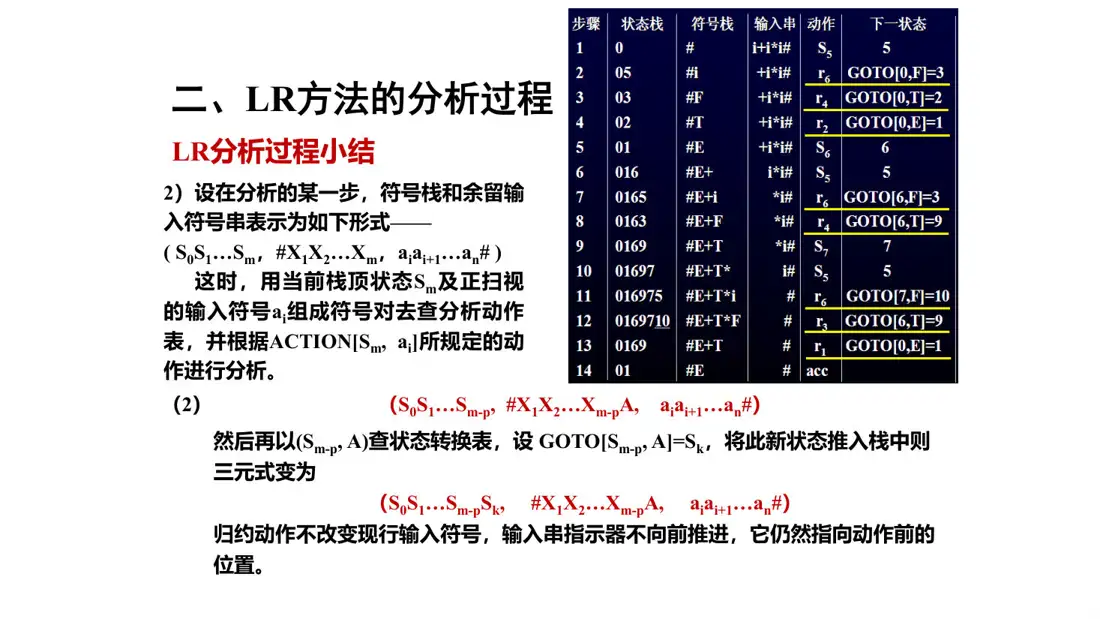 二、LR方法的分析过程
LR分析过程小结
2）设在分析的某一步，符号栈和余留输
入符号串表示为如下形式——
( S0S1…Sm，#X1X2…Xm，aiai+1…an# )
这时，用当前栈顶状态Sm及正扫视
的输入符号ai组成符号对去查分析动作
表，并根据ACTION[Sm, ai]所规定的动
作进行分析。
步骤 状态栈 符号栈 输入串 动作 下一状态
1 0 # i+i*i# S5 5
2 05 #i +i*i# r6 GOTO[0,F]=3
3 03 #F +i*i# r4 GOTO[0,T]=2
4 02 #T +i*i# r2 GOTO[0,E]=1
5 01 #E +i*i# S6 6
6 016 #E+ i*i# S5 5
7 0165 #E+i *i# r6 GOTO[6,F]=3
8 0163 #E+F *i# r4 GOTO[6,T]=9
9 0169 #E+T *i# S7 7
10 01697 #E+T* i# S5 5
11 016975 #E+T*i # r6 GOTO[7,F]=10
12 0169710 #E+T*F # r3 GOTO[6,T]=9
13 0169 #E+T # r1 GOTO[0,E]=1
14 01 #E # acc
（2） （S0S1…Sm-p, #X1X2…Xm-pA, aiai+1…an#）
然后再以(Sm-p, A)查状态转换表，设 GOTO[Sm-p, A]=Sk，将此新状态推入栈中则
三元式变为
（S0S1…Sm-pSk, #X1X2…Xm-pA, aiai+1…an#）
归约动作不改变现行输入符号，输入串指示器不向前推进，它仍然指向动作前的
位置。